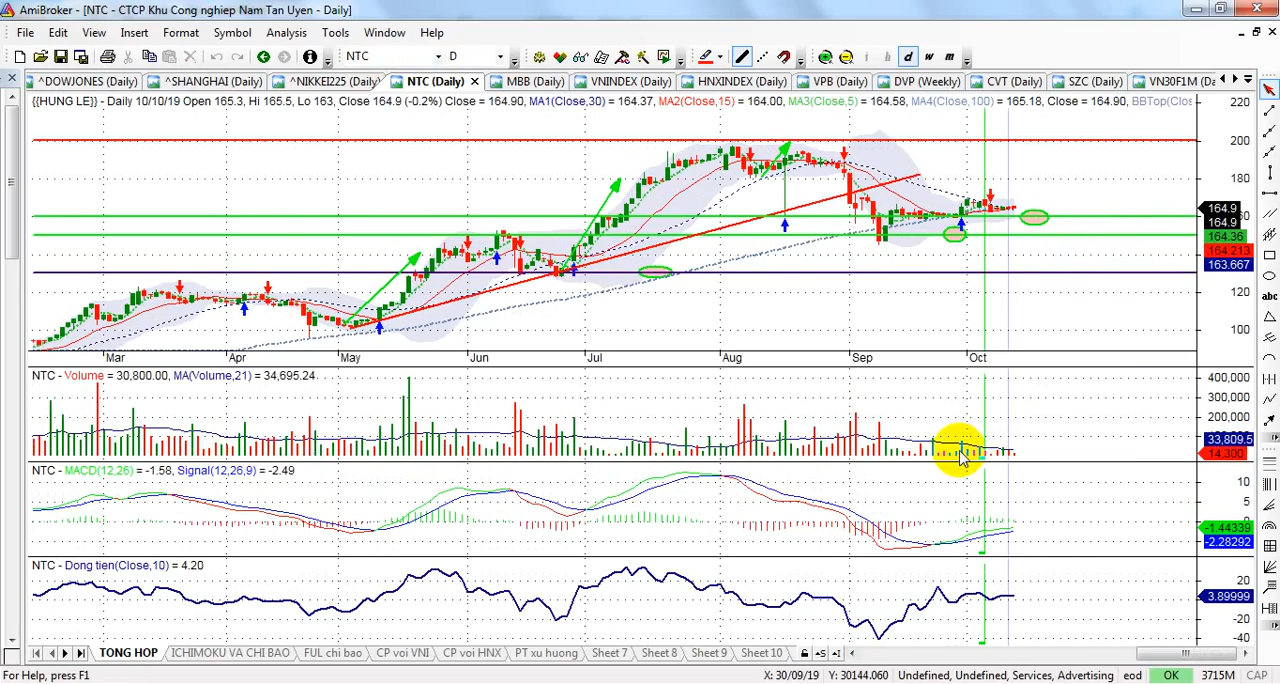 AmiBroker - [NTC - CTCP Khu Cong nghiep Nam Tan Uyen - Daily]
File Edit View Insert Format Symbol Analysis Tools Window Help
NTC D i h d w m
^DOWJONES (Daily) ^SHANGHAI (Daily) ^NIKKEI225 (Daily) NTC (Daily) MBB (Daily) VNINDEX (Daily) HNXINDEX (Daily) VPB (Daily) DVP (Weekly) CVT (Daily) SZC (Daily) VN30F1M (Da
{{HUNG LE}} - Daily 10/10/19 Open 165.3, Hi 165.5, Lo 163, Close 164.9 (-0.2%) Close = 164.90, MA1(Close,30) = 164.37, MA2(Close,15) = 164.00, MA3(Close,5) = 164.58, MA4(Close,100) = 165.18, Close = 164.90, BBTop(Clos
220
200
180
164.9
164.9
164.36
164.213
163.667
120
100
Mar Apr May Jun Jul Aug Sep Oct
NTC - Volume = 30,800.00, MA(Volume,21) = 34,695.24
400,000
300,000
200,000
33,809.5
14,300
NTC - MACD(12,26) = -1.58, Signal(12,26,9) = -2.49
10
5
-1.44339
-2.28292
NTC - Dong tien(Close,10) = 4.20
20
3.89999
-20
-40
TONG HOP ICHIMOKU VA CHI BAO FUL chi bao CP voi VNI CP voi HNX PT xu huong Sheet 7 Sheet 8 Sheet 9 Sheet 10
For Help, press F1 X: 30/09/19 Y: 30144.060 Undefined, Undefined, Services, Advertising eod OK 3715M CAP